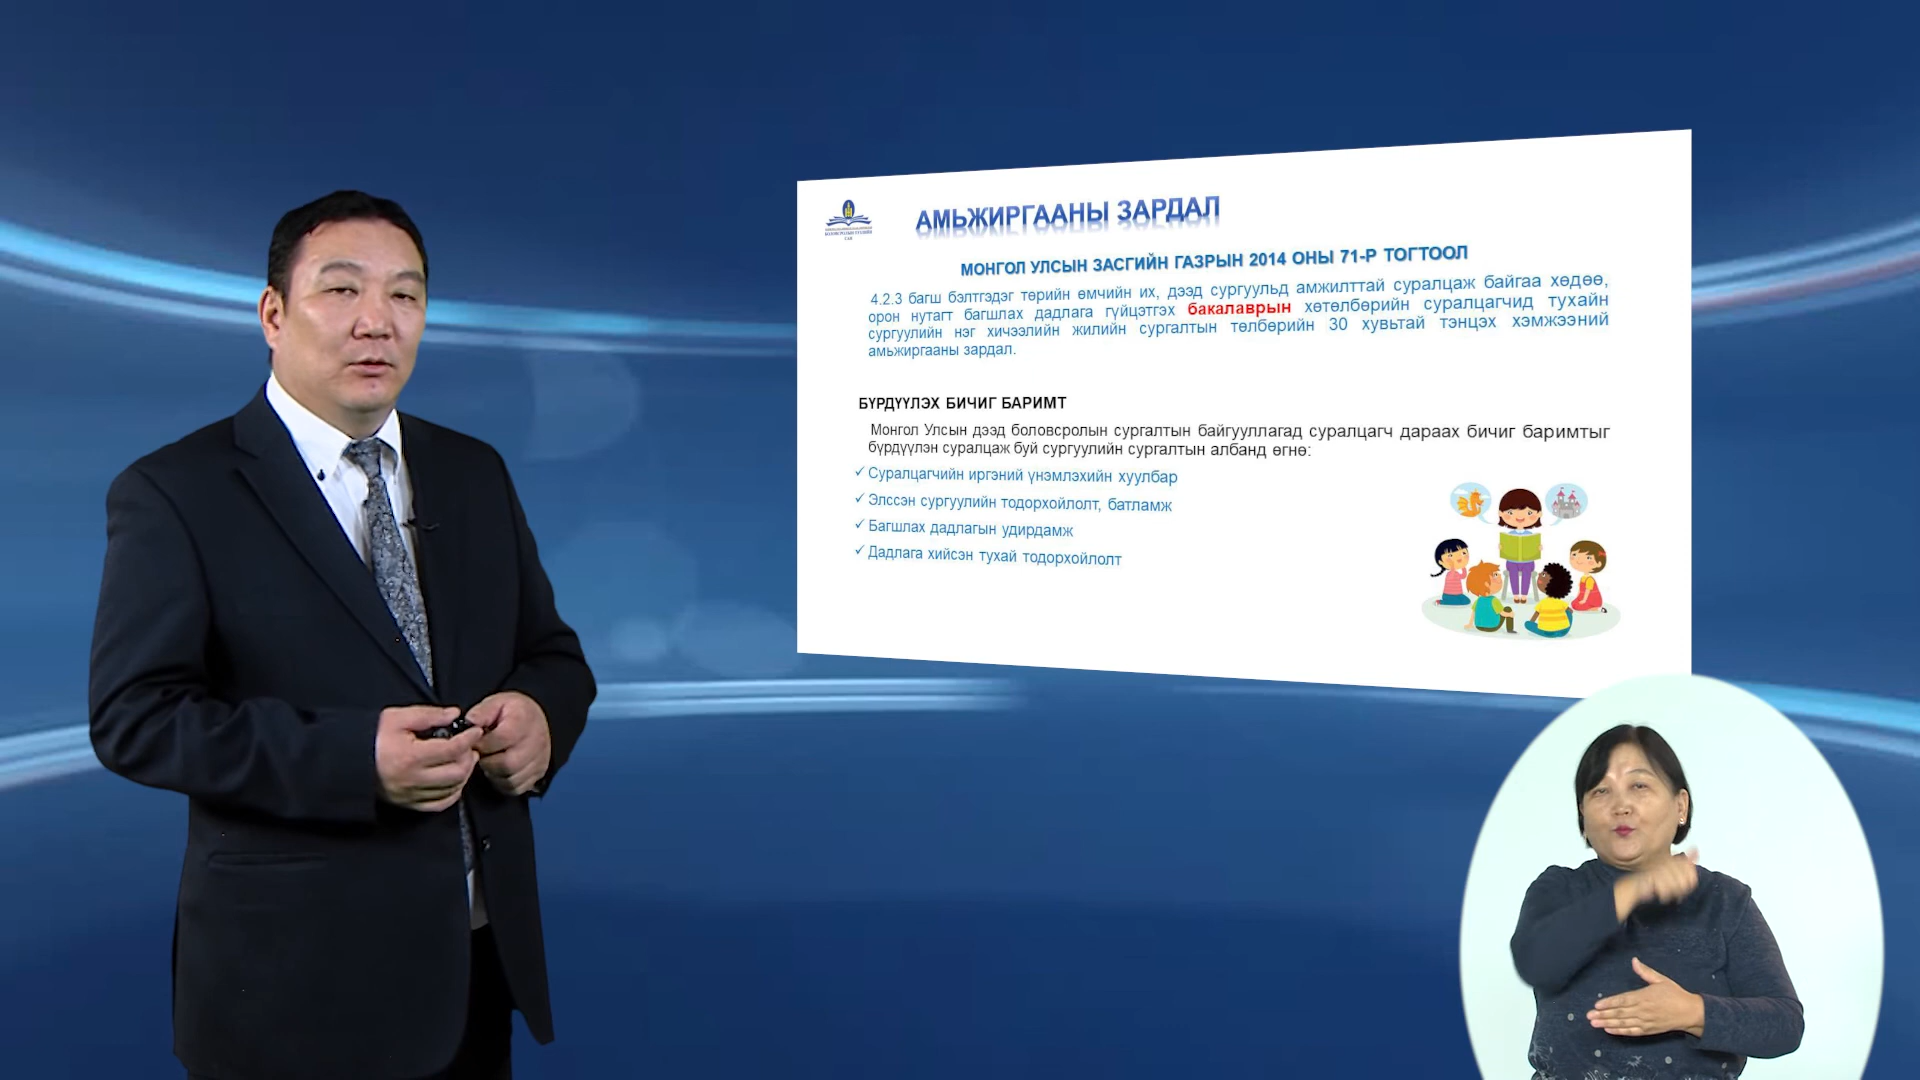 АМЬЖИРГААНЫ ЗАРДАЛ
МОНГОЛ УЛСЫН ЗАСГИЙН ГАЗРЫН 2014 ОНЫ 71-Р ТОГТООЛ
4.2.3 багш бэлтгэдэг төрийн өмчийн их, дээд сургуульд амжилттай суралцаж байгаа хөдөө,
орон нутагт багшлах дадлага гүйцэтгэх бакалаврын хөтөлбөрийн суралцагчид тухайн
сургуулийн нэг хичээлийн жилийн сургалтын төлбөрийн 30 хувьтай тэнцэх хэмжээний
амьжиргааны зардал.
БҮРДҮҮЛЭХ БИЧИГ БАРИМТ
Монгол Улсын дээд боловсролын сургалтын байгууллагад суралцагч дараах бичиг баримтыг
бүрдүүлэн суралцаж буй сургуулийн сургалтын албанд өгнө:
✓ Суралцагчийн иргэний үнэмлэхийн хуулбар
✓ Элссэн сургуулийн тодорхойлолт, батламж
✓ Багшлах дадлагын удирдамж
✓ Дадлага хийсэн тухай тодорхойлолт